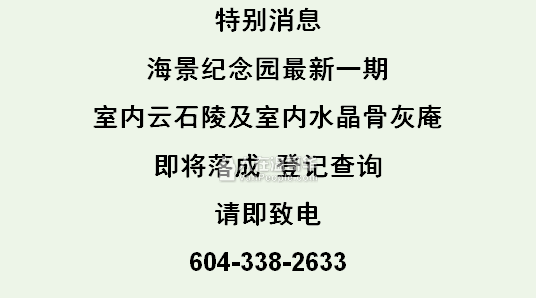 特别消息
海景纪念园最新一期
室内云石陵及室内水晶骨灰庵
即将落成 登记查询
请即致电
604-338-2633